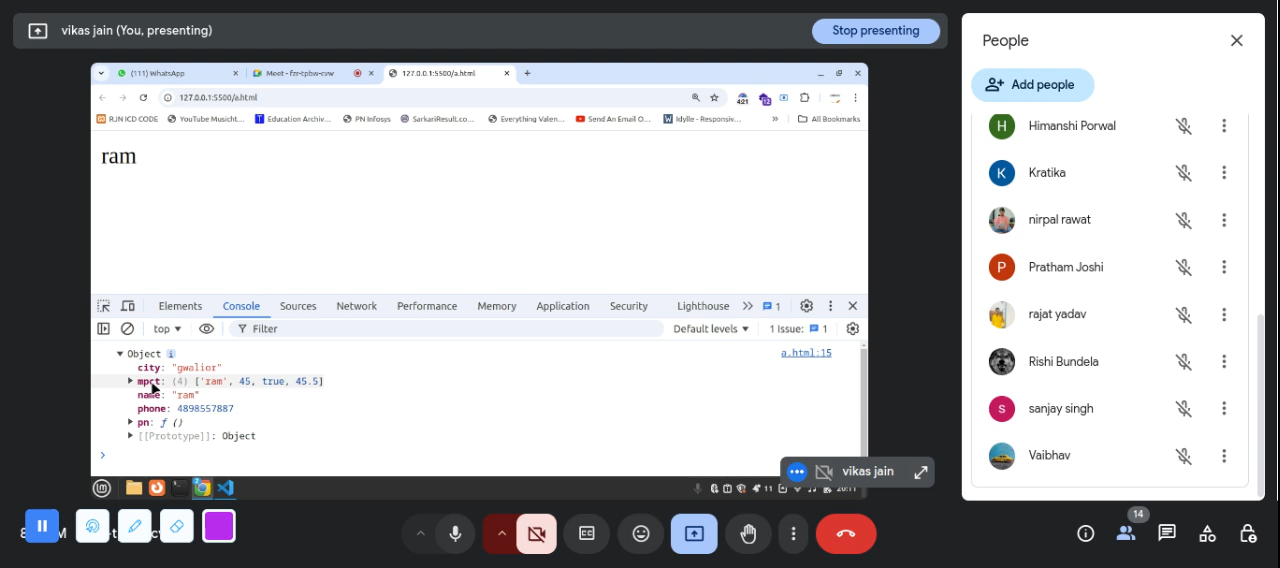 vikas jain (You, presenting)
Stop presenting
(111) WhatsApp
Meet - fzr-tpbw-cvw
127.0.0.1:5500/a.html
127.0.0.1:5500/a.html
RJN ICD CODE
YouTube Musicht...
Education Archiv...
PN Infosys
SarkariResult.co...
Everything Valen...
Send An Email O...
Idylle - Responsiv...
All Bookmarks
ram
Elements Console Sources Network Performance Memory Application Security Lighthouse 1
top Filter Default levels 1 Issue: 1
Object
a.html:15
city: "gwalior"
mpct: (4) ['ram', 45, true, 45.5]
name: "ram"
phone: 4898557887
pn: ƒ ()
[[Prototype]]: Object
vikas jain
People
Add people
H Himanshi Porwal
K Kratika
nirpal rawat
P Pratham Joshi
rajat yadav
Rishi Bundela
s sanjay singh
Vaibhav
14